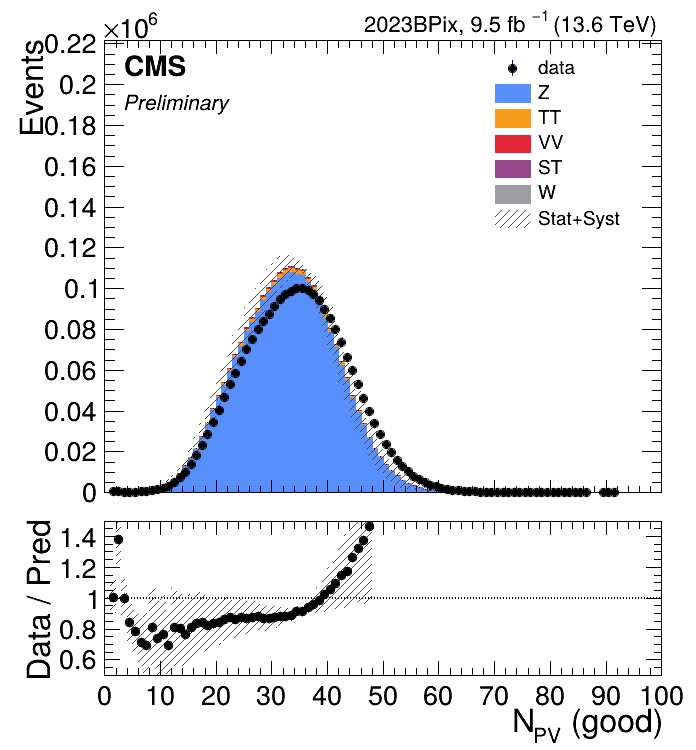 ×10⁶
2023BPix, 9.5 fb⁻¹ (13.6 TeV)
Events
0.22
0.2
0.18
0.16
0.14
0.12
0.1
0.08
0.06
0.04
0.02
0
CMS
Preliminary
data
Z
TT
VV
ST
W
Stat+Syst
Data / Pred
1.4
1.2
1
0.8
0.6
0 10 20 30 40 50 60 70 80 90 100
N_PV (good)